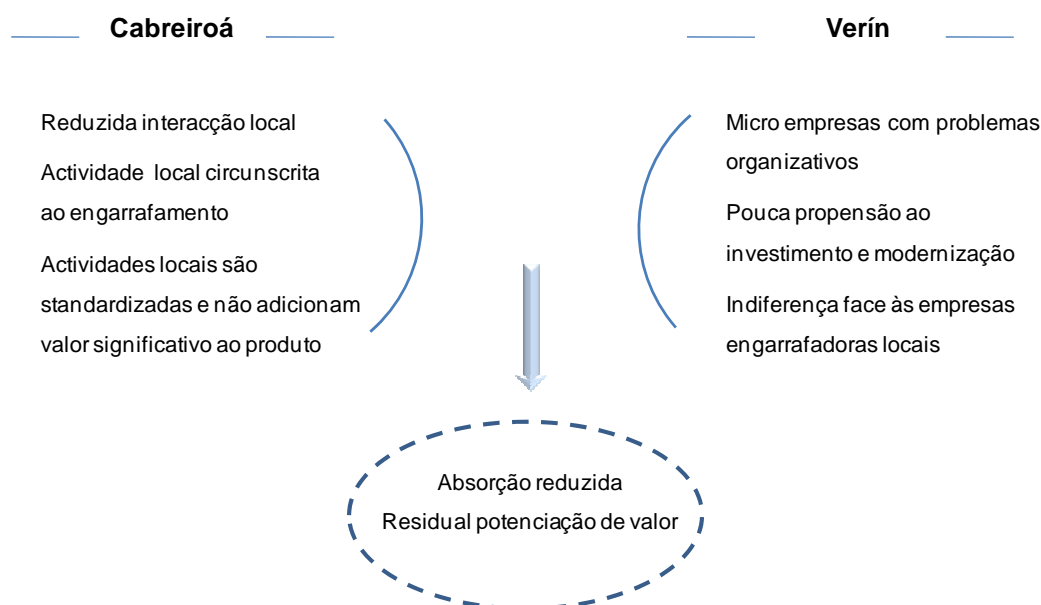 Cabreiroá
Verín
Reduzida interacção local
Actividade local circunscrita
ao engarrafamento
Actividades locais são
standardizadas e não adicionam
valor significativo ao produto
Micro empresas com problemas
organizativos
Pouca propensão ao
investimento e modernização
Indiferença face às empresas
engarrafadoras locais
Absorção reduzida
Residual potenciação de valor